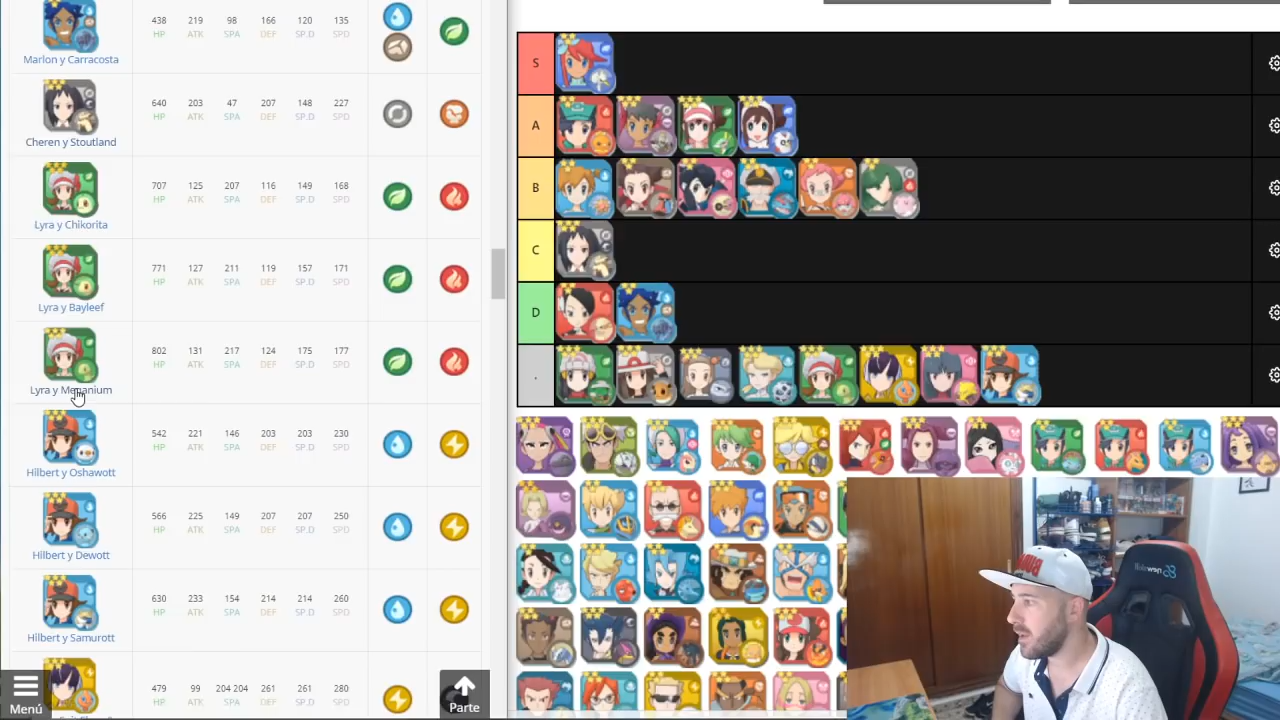 438 219 98 166 120 135
HP ATK SPA DEF SP.D SPD
Marlon y Carracosta
640 203 47 207 148 227
HP ATK SPA DEF SP.D SPD
Cheren y Stoutland
707 125 207 116 149 168
HP ATK SPA DEF SP.D SPD
Lyra y Chikorita
771 127 211 119 157 171
HP ATK SPA DEF SP.D SPD
Lyra y Bayleef
802 131 217 124 175 177
HP ATK SPA DEF SP.D SPD
Lyra y Meganium
542 221 146 203 203 230
HP ATK SPA DEF SP.D SPD
Hilbert y Oshawott
566 225 149 207 207 250
HP ATK SPA DEF SP.D SPD
Hilbert y Dewott
630 233 154 214 214 260
HP ATK SPA DEF SP.D SPD
Hilbert y Samurott
479 99 204 204 261 261 280
HP ATK SPA DEF SP.D SPD
Menú
Parte
S
A
B
C
D
.